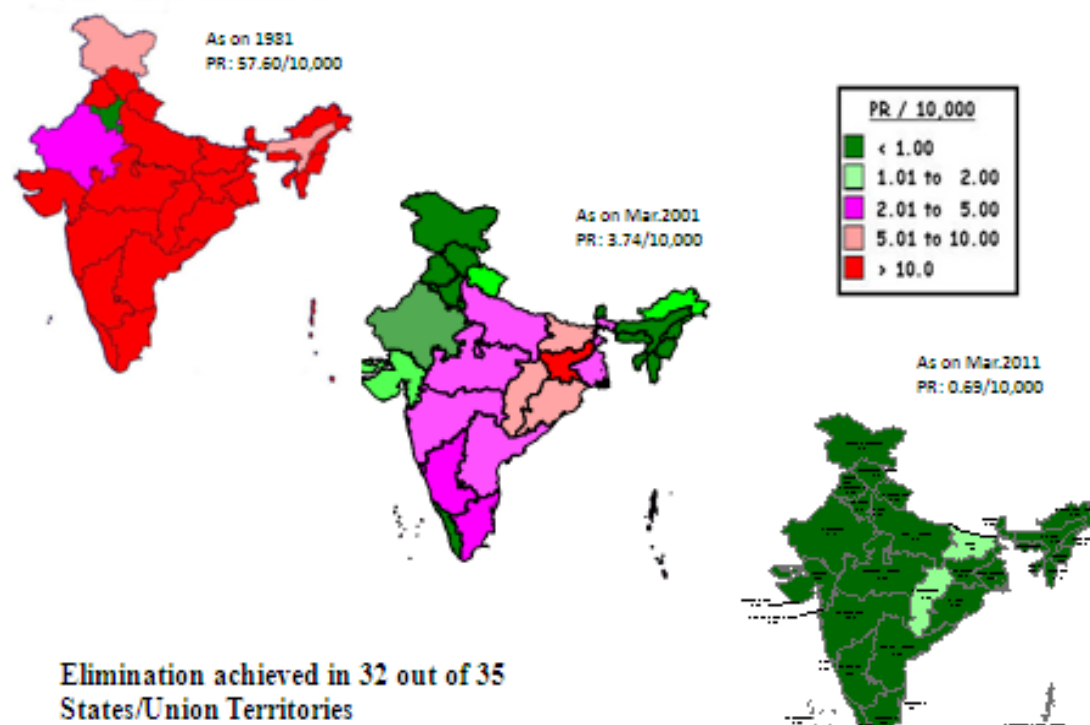 As on 1981
PR: 57.60/10,000
PR / 10,000
< 1.00
1.01 to 2.00
2.01 to 5.00
5.01 to 10.00
> 10.0
As on Mar.2001
PR: 3.74/10,000
As on Mar.2011
PR: 0.69/10,000
Elimination achieved in 32 out of 35
States/Union Territories